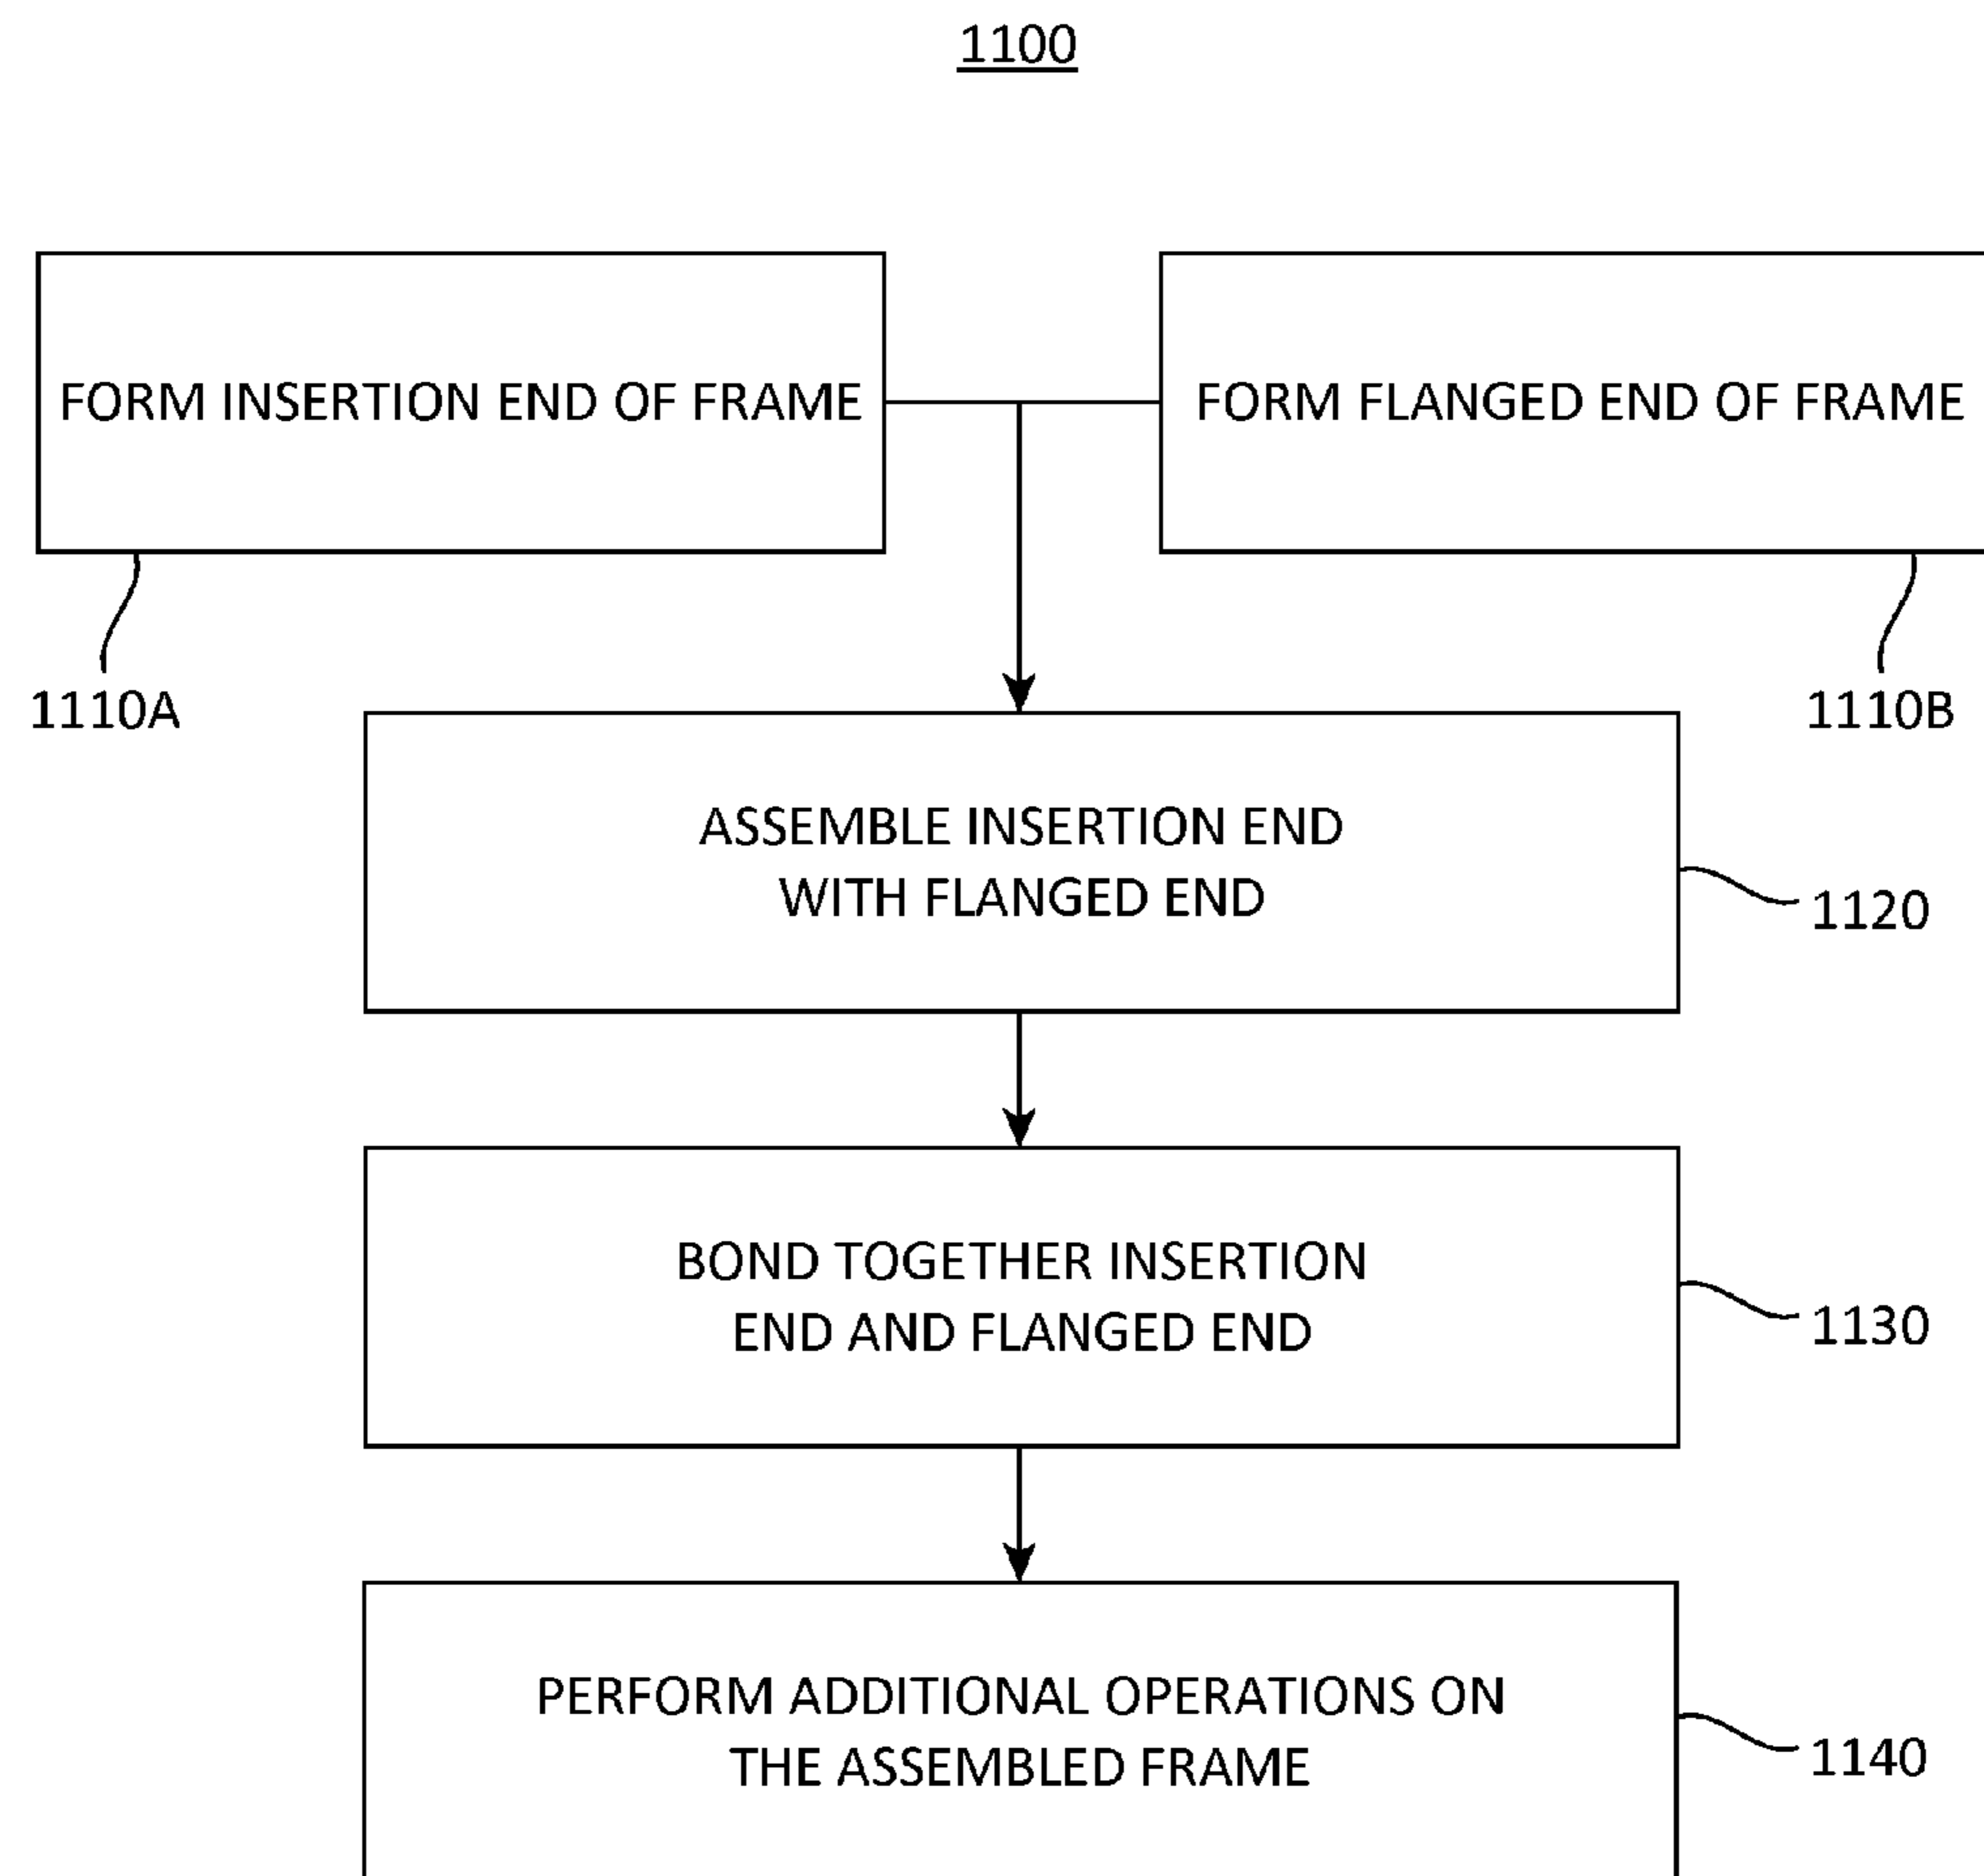 1100
FORM INSERTION END OF FRAME
FORM FLANGED END OF FRAME
1110A
1110B
ASSEMBLE INSERTION END
WITH FLANGED END
1120
BOND TOGETHER INSERTION
END AND FLANGED END
1130
PERFORM ADDITIONAL OPERATIONS ON
THE ASSEMBLED FRAME
1140